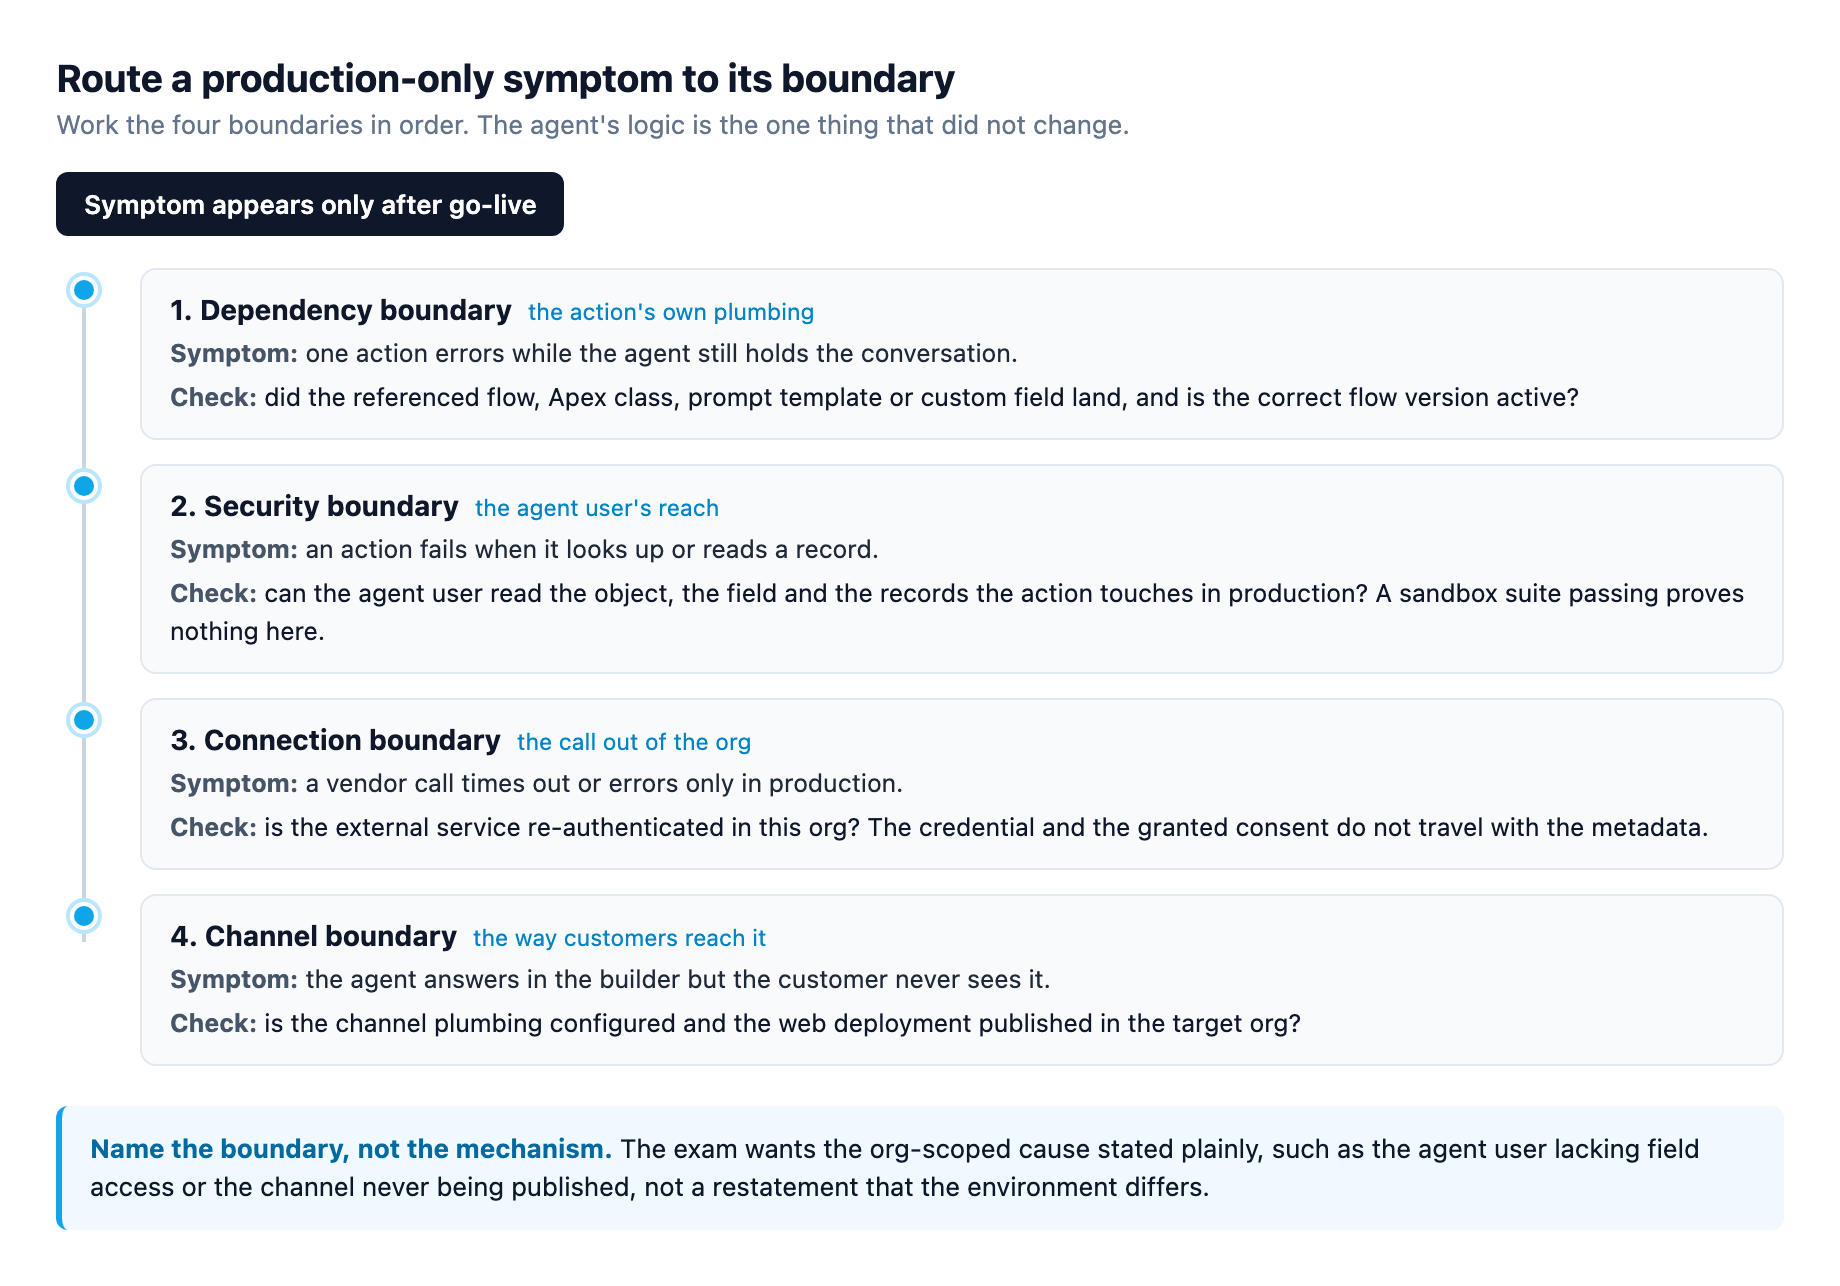 Route a production-only symptom to its boundary
Work the four boundaries in order. The agent's logic is the one thing that did not change.
Symptom appears only after go-live
1. Dependency boundary the action's own plumbing
Symptom: one action errors while the agent still holds the conversation.
Check: did the referenced flow, Apex class, prompt template or custom field land, and is the correct flow version active?
2. Security boundary the agent user's reach
Symptom: an action fails when it looks up or reads a record.
Check: can the agent user read the object, the field and the records the action touches in production? A sandbox suite passing proves
nothing here.
3. Connection boundary the call out of the org
Symptom: a vendor call times out or errors only in production.
Check: is the external service re-authenticated in this org? The credential and the granted consent do not travel with the metadata.
4. Channel boundary the way customers reach it
Symptom: the agent answers in the builder but the customer never sees it.
Check: is the channel plumbing configured and the web deployment published in the target org?
Name the boundary, not the mechanism. The exam wants the org-scoped cause stated plainly, such as the agent user lacking field
access or the channel never being published, not a restatement that the environment differs.